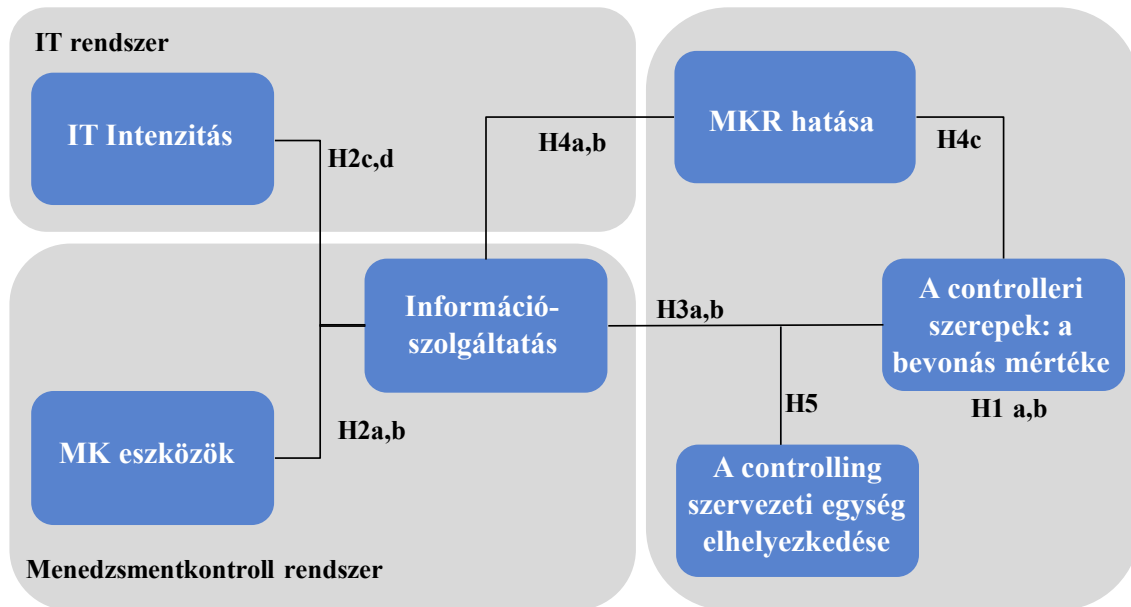 IT rendszer
IT Intenzitás
H2c,d
H4a,b
MKR hatása
H4c
Információ-
szolgáltatás
H3a,b
A controlleri
szerepek: a
bevonás mértéke
H1 a,b
H5
MK eszközök
H2a,b
A controlling
szervezeti egység
elhelyezkedése
Menedzsmentkontroll rendszer